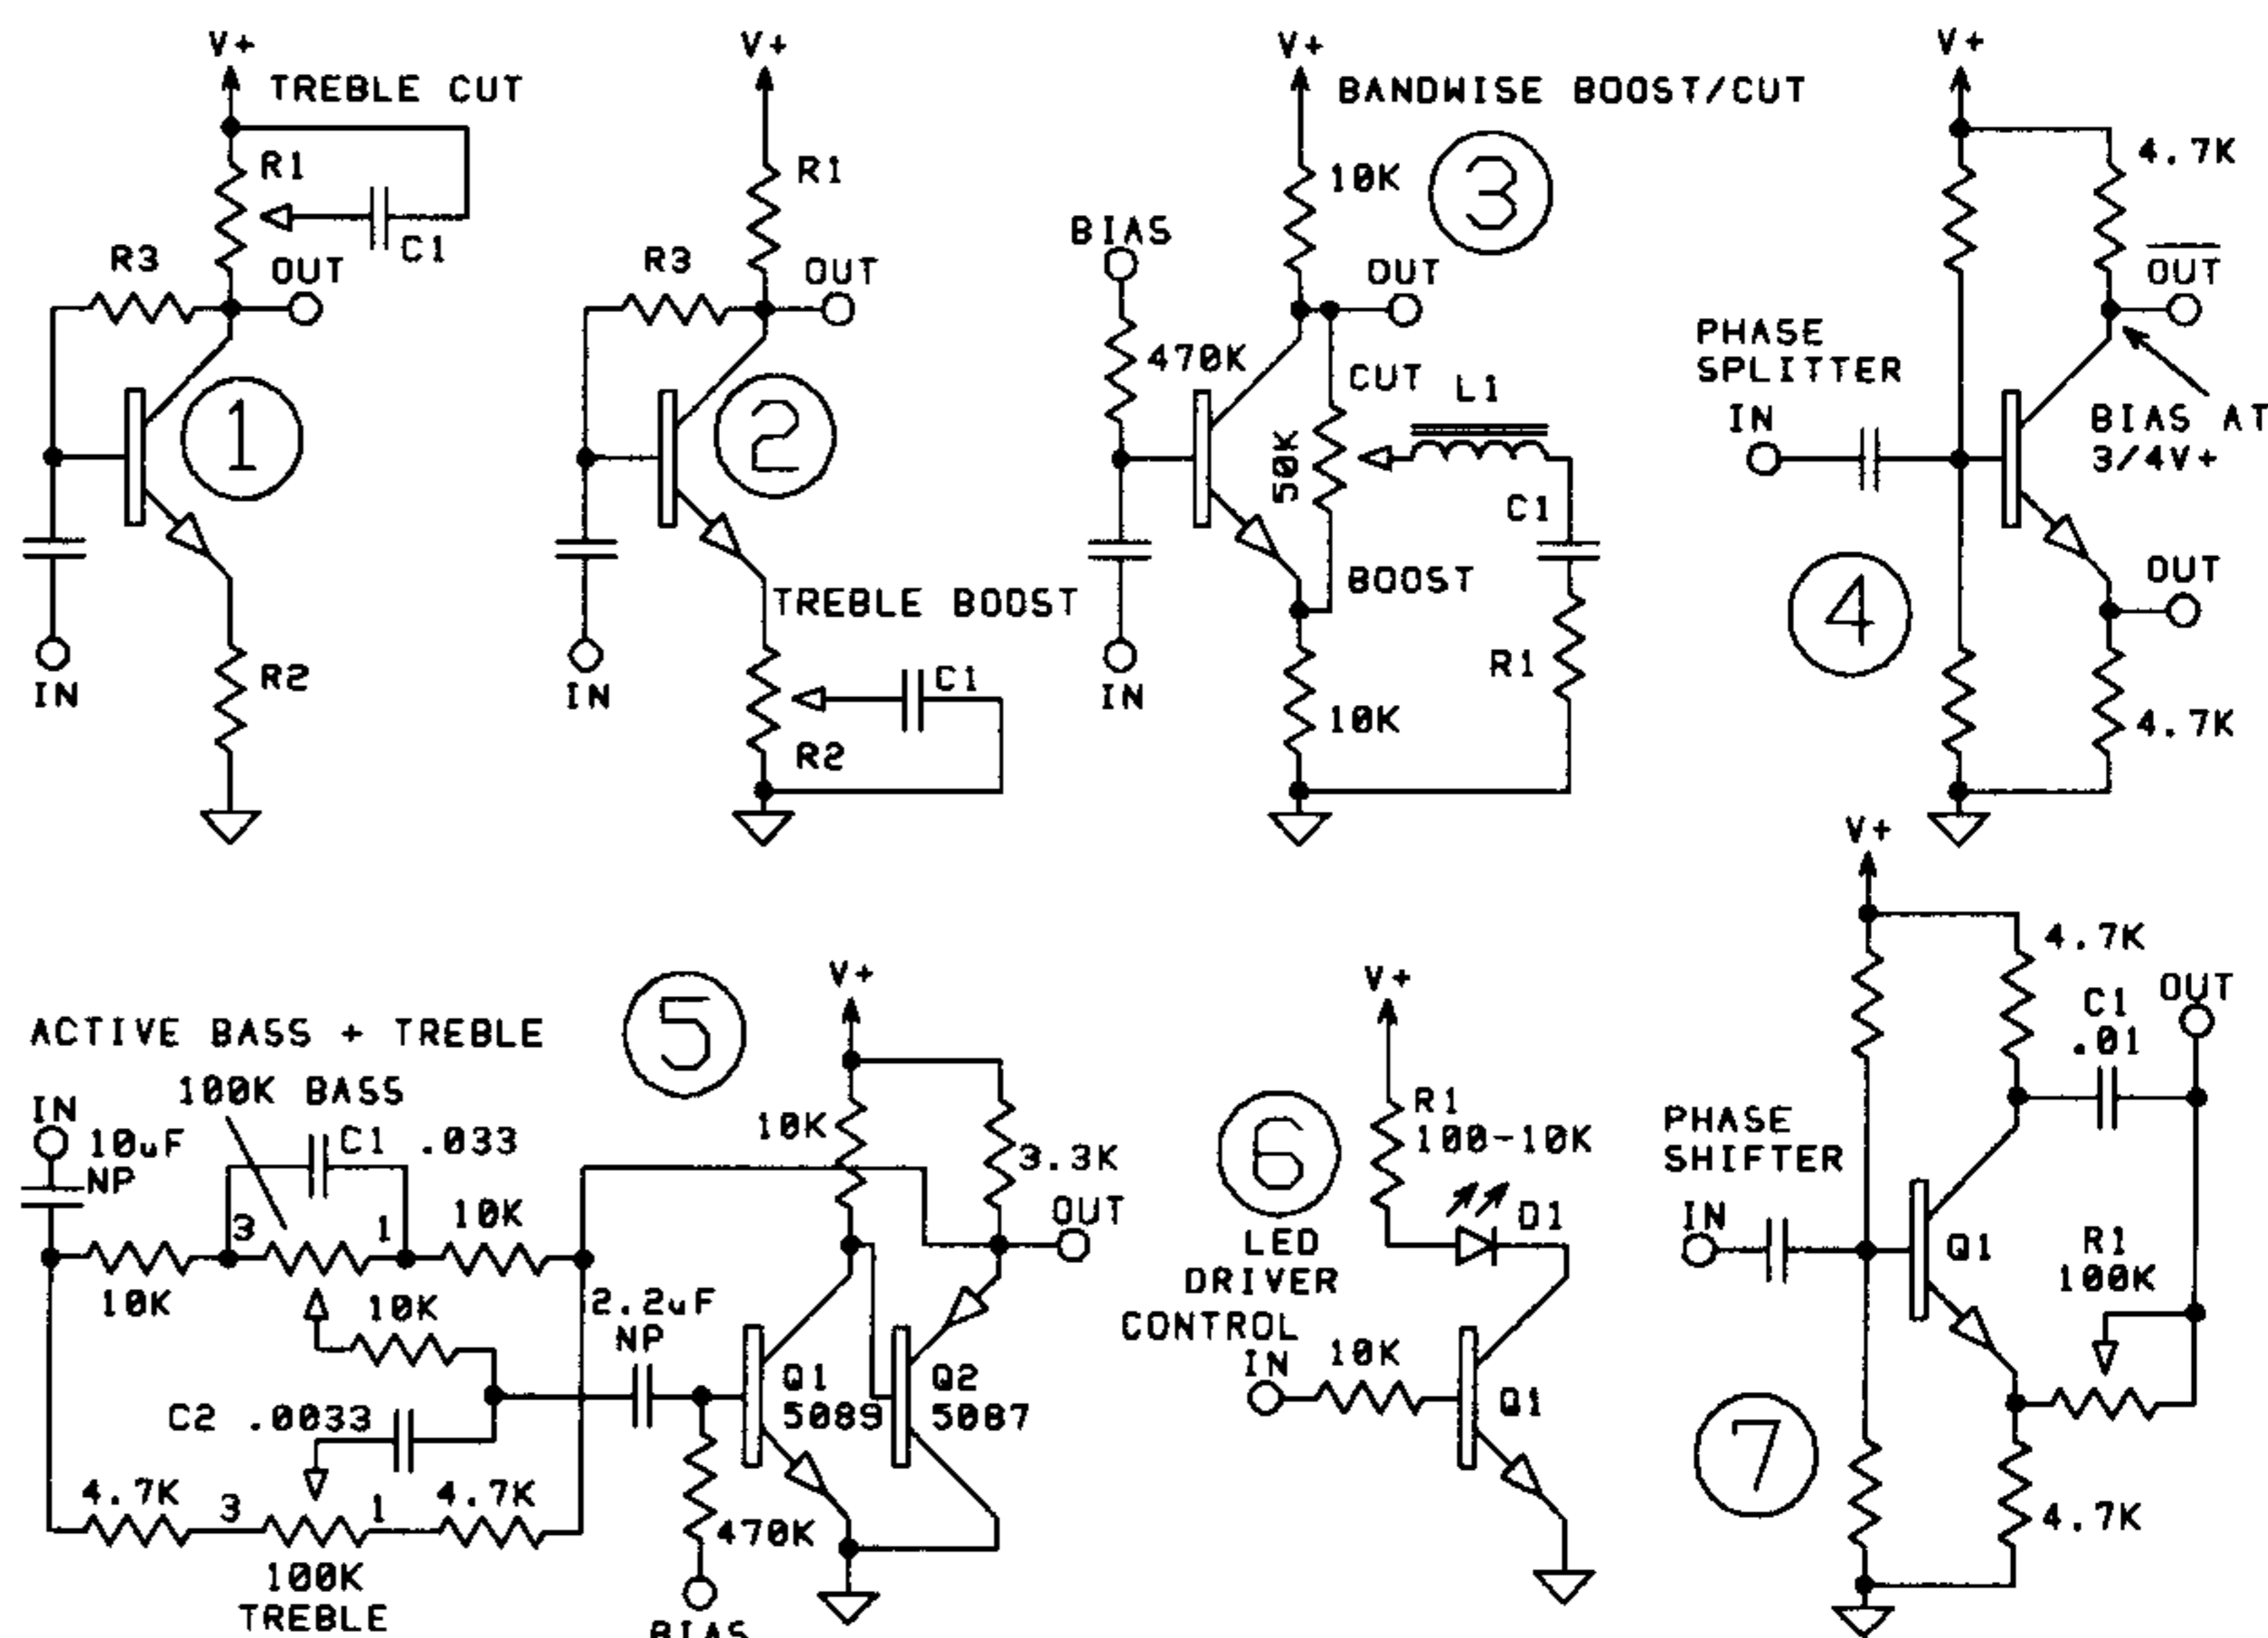 V+
TREBLE CUT
R1
C1
R3
OUT
1
IN
R2
V+
R1
R3
OUT
2
TREBLE BOOST
IN
C1
R2
V+
BANDWISE BOOST/CUT
3
10K
BIAS
OUT
470K
CUT
L1
50K
C1
BOOST
IN
R1
10K
V+
4.7K
OUT
PHASE
SPLITTER
IN
BIAS AT
3/4V+
4
OUT
4.7K
5
V+
ACTIVE BASS + TREBLE
100K BASS
IN
10uF
NP
C1 .033
10K
3.3K
3
1
10K
OUT
10K
10K
2.2uF
NP
Q1
5089
Q2
5087
C2 .0033
4.7K
3
1
4.7K
470K
100K
TREBLE
BIAS
V+
6
R1
100-10K
LED
DRIVER
D1
CONTROL
IN
10K
Q1
V+
4.7K
OUT
C1
.01
PHASE
SHIFTER
IN
Q1
R1
100K
7
4.7K